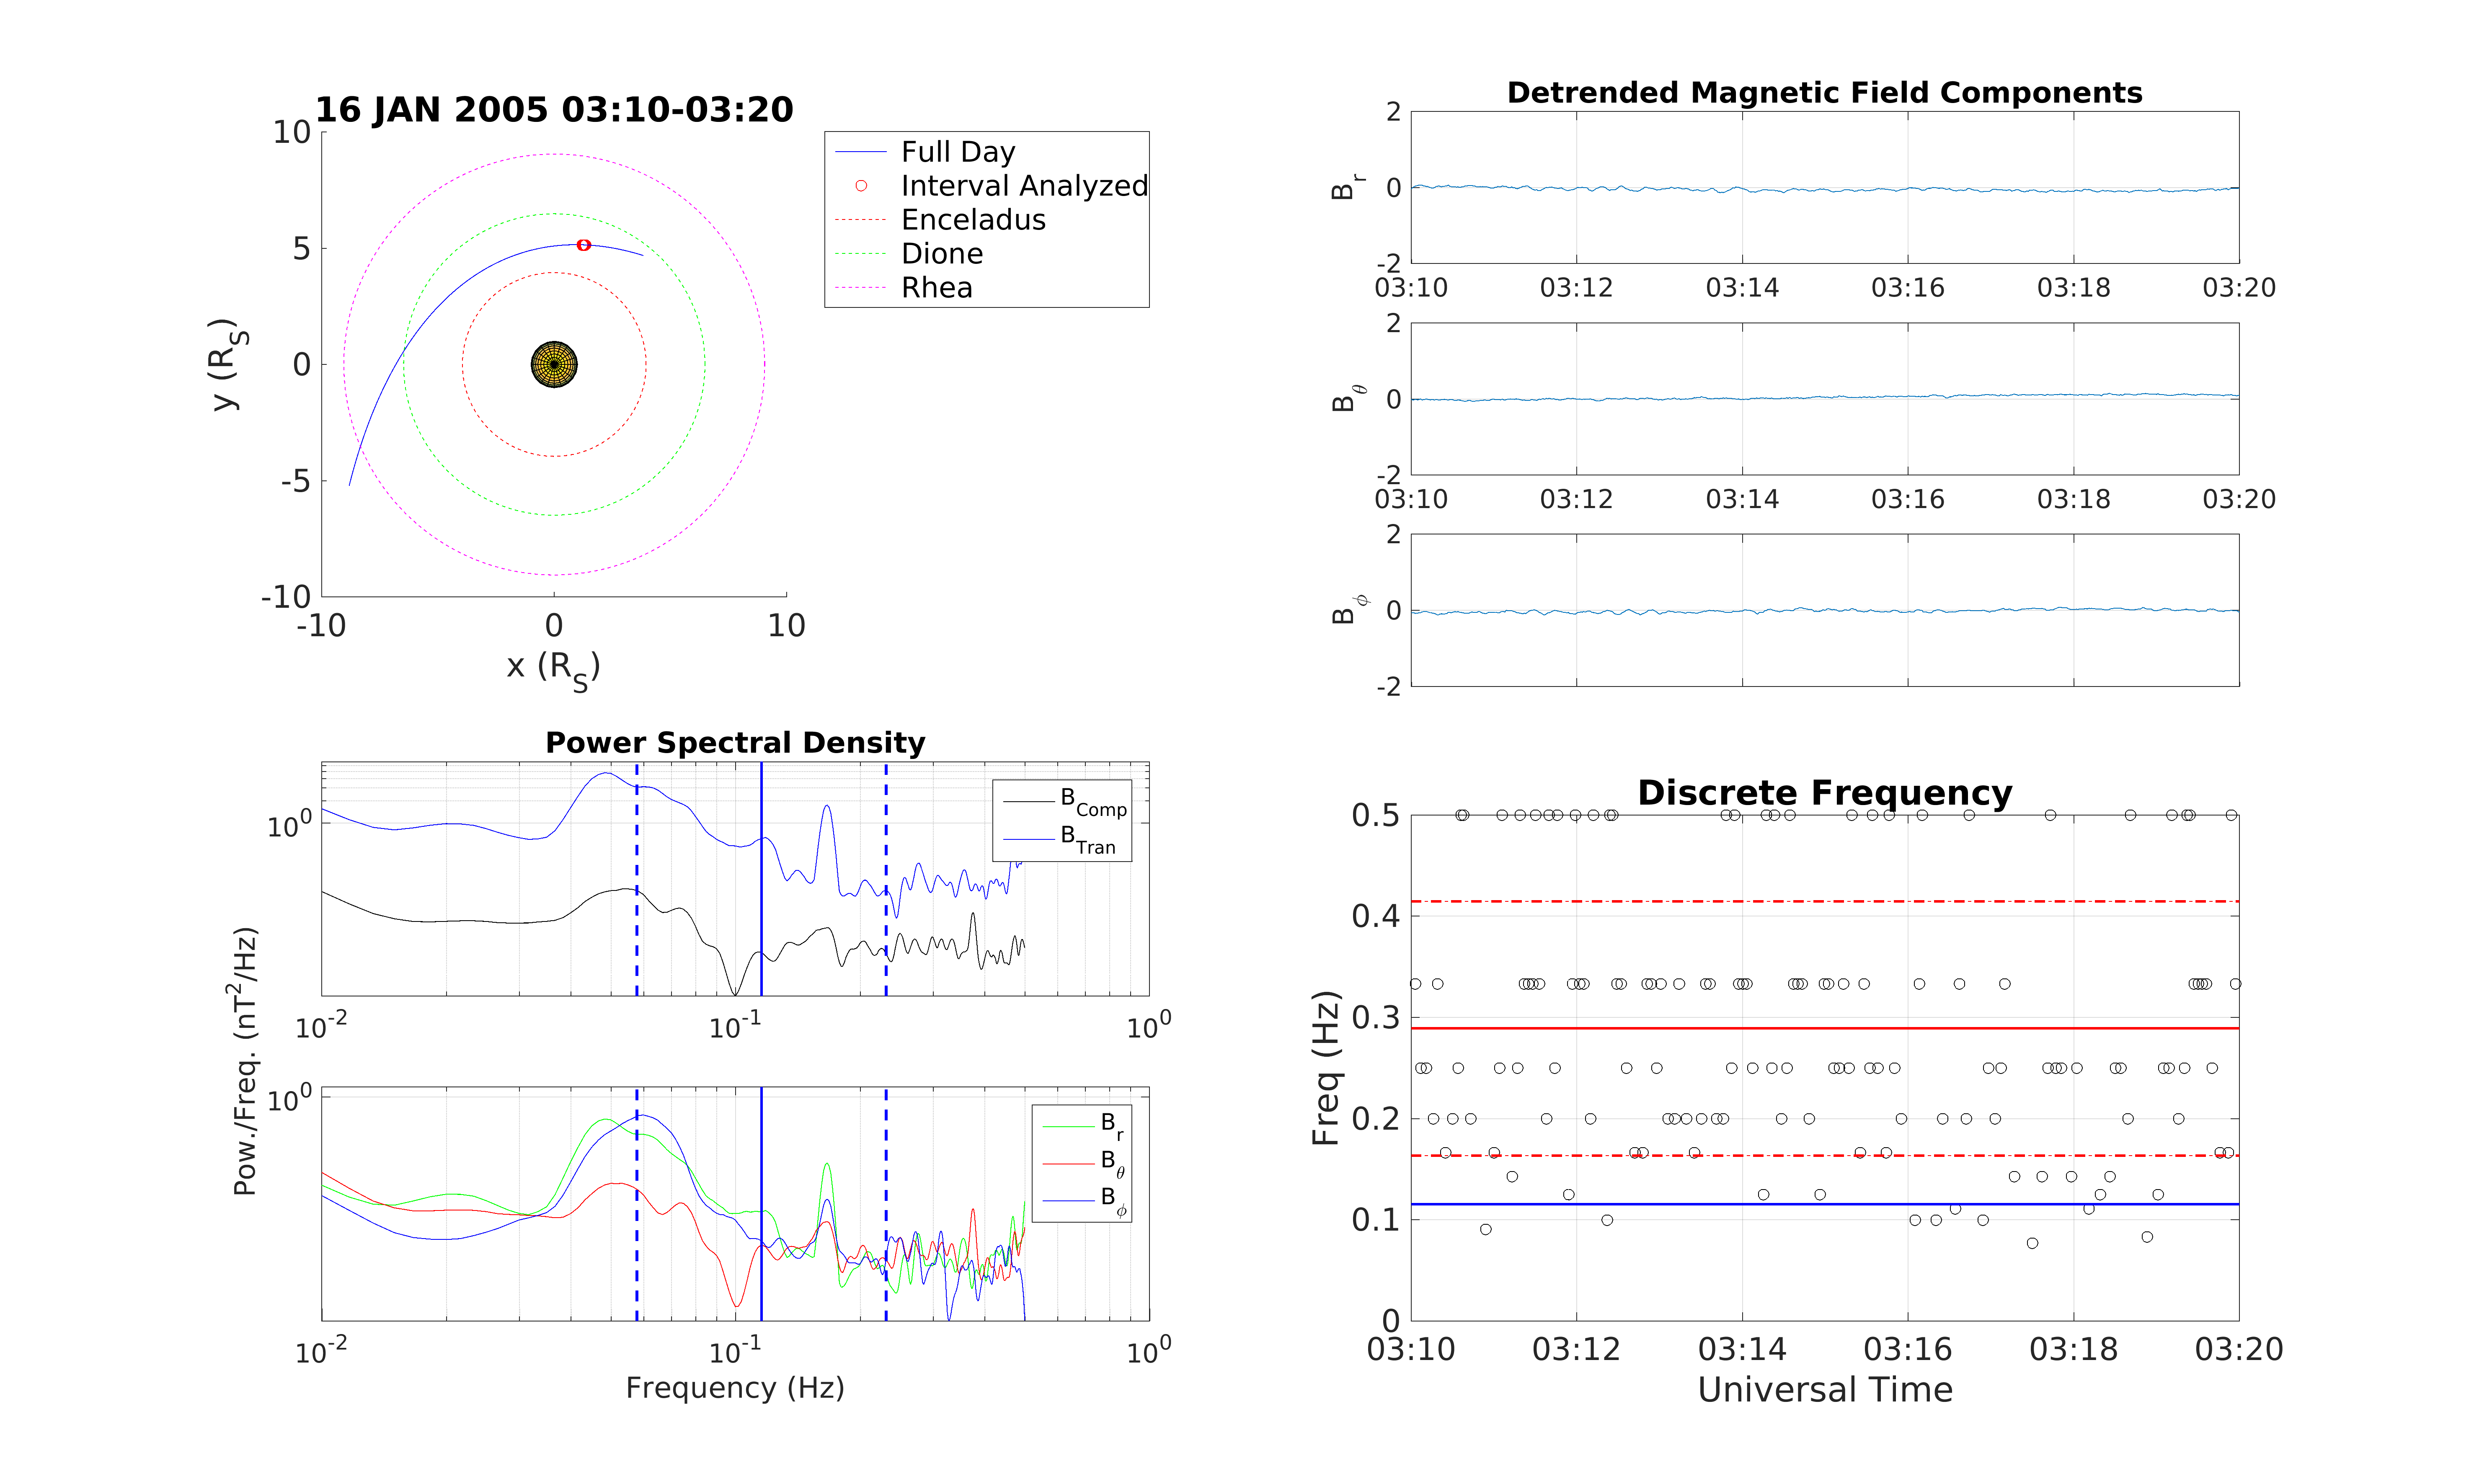 16 JAN 2005 03:10-03:20
10
5
0
-5
-10
-10 0 10
y (R_S)
x (R_S)
Full Day
Interval Analyzed
Enceladus
Dione
Rhea
Detrended Magnetic Field Components
2
0
-2
B_r
03:10 03:12 03:14 03:16 03:18 03:20
2
0
-2
B_θ
03:10 03:12 03:14 03:16 03:18 03:20
2
0
-2
B_ϕ
Power Spectral Density
10^0
B_Comp
B_Tran
10^-2 10^-1 10^0
Pow./Freq. (nT^2/Hz)
10^0
B_r
B_θ
B_ϕ
10^-2 10^-1 10^0
Frequency (Hz)
Discrete Frequency
0.5
0.4
0.3
0.2
0.1
0
Freq (Hz)
03:10 03:12 03:14 03:16 03:18 03:20
Universal Time